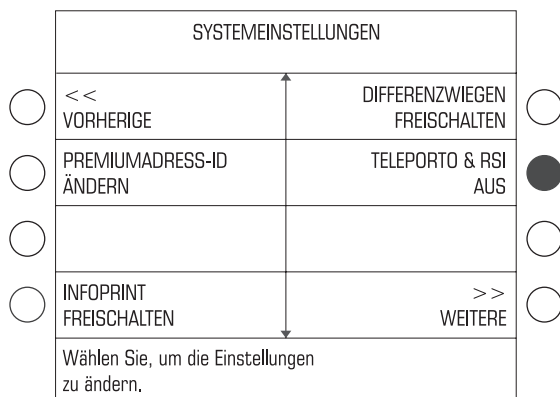 SYSTEMEINSTELLUNGEN
<<
VORHERIGE
DIFFERENZWIEGEN
FREISCHALTEN
PREMIUMADRESS-ID
ÄNDERN
TELEPORTO & RSI
AUS
INFOPRINT
FREISCHALTEN
>>
WEITERE
Wählen Sie, um die Einstellungen
zu ändern.